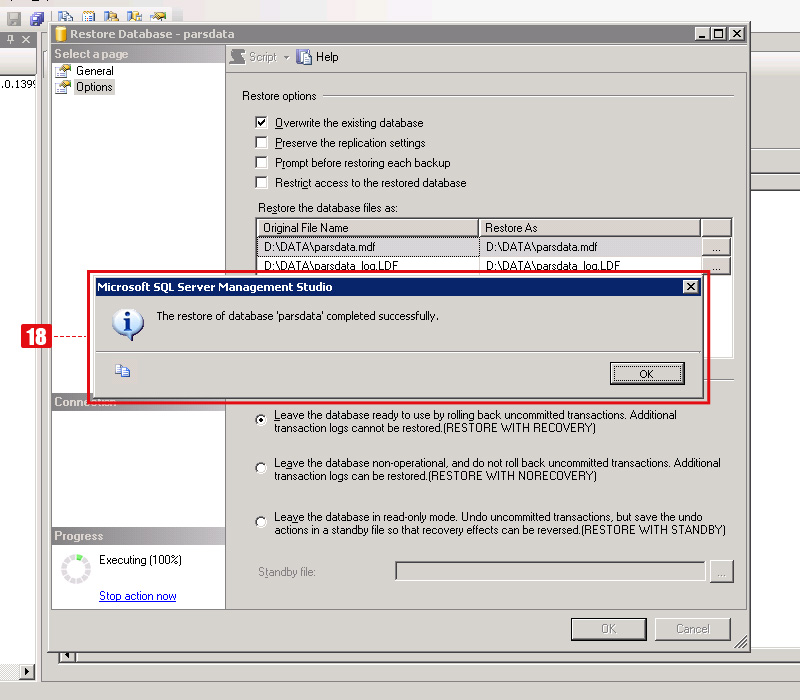 Restore Database - parsdata
Select a page
Script
Help
General
Options
.0.1399
Restore options
Overwrite the existing database
Preserve the replication settings
Prompt before restoring each backup
Restrict access to the restored database
Restore the database files as:
Original File Name
Restore As
D:\DATA\parsdata.mdf
D:\DATA\parsdata.mdf
...
D:\DATA\parsdata_log.LDF
D:\DATA\parsdata_log.LDF
...
Microsoft SQL Server Management Studio
The restore of database 'parsdata' completed successfully.
18
OK
Connection
Leave the database ready to use by rolling back uncommitted transactions. Additional
transaction logs cannot be restored.(RESTORE WITH RECOVERY)
Leave the database non-operational, and do not roll back uncommitted transactions. Additional
transaction logs can be restored.(RESTORE WITH NORECOVERY)
Leave the database in read-only mode. Undo uncommitted transactions, but save the undo
actions in a standby file so that recovery effects can be reversed.(RESTORE WITH STANDBY)
Progress
Executing (100%)
Stop action now
Standby file:
...
OK
Cancel